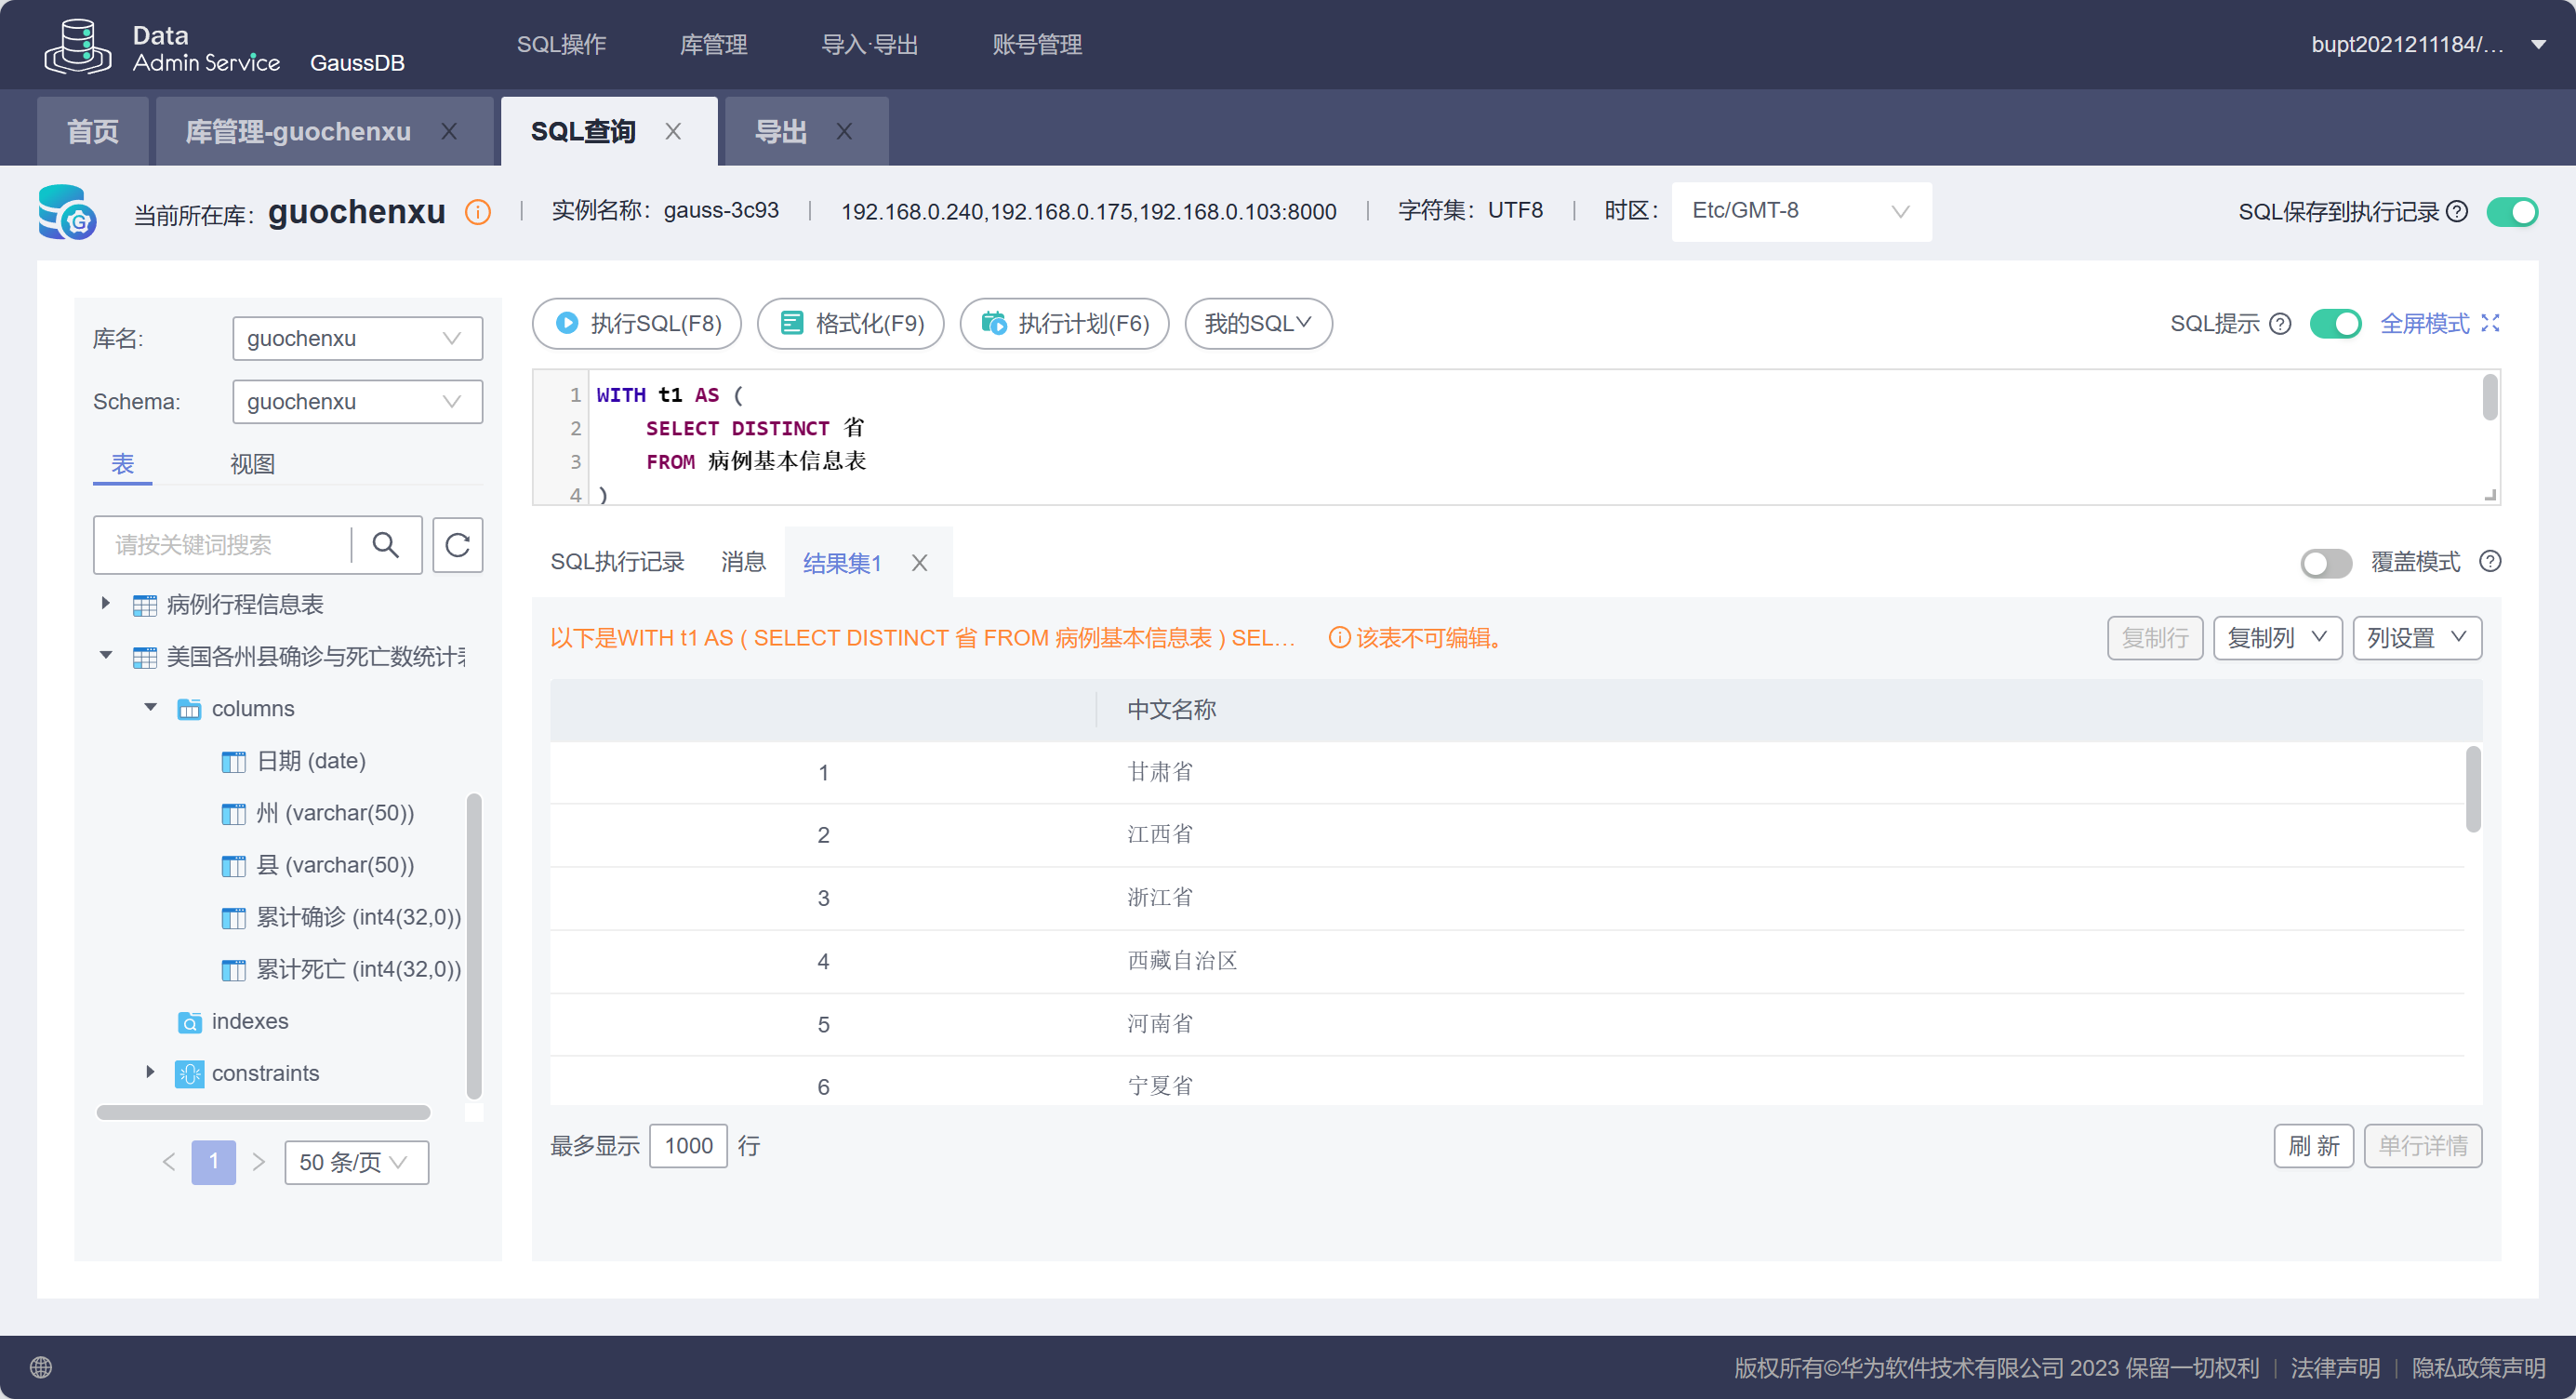 Data
Admin Service
GaussDB
SQL操作
库管理
导入·导出
账号管理
bupt2021211184/...
首页
库管理-guochenxu
SQL查询
导出
当前所在库：guochenxu
实例名称：gauss-3c93
192.168.0.240,192.168.0.175,192.168.0.103:8000
字符集：UTF8
时区：
Etc/GMT-8
SQL保存到执行记录
库名:
guochenxu
Schema:
guochenxu
表
视图
请按关键词搜索
病例行程信息表
美国各州县确诊与死亡数统计
columns
日期 (date)
州 (varchar(50))
县 (varchar(50))
累计确诊 (int4(32,0))
累计死亡 (int4(32,0))
indexes
constraints
1
50 条/页
执行SQL(F8)
格式化(F9)
执行计划(F6)
我的SQL
SQL提示
全屏模式
1 WITH t1 AS (
2 SELECT DISTINCT 省
3 FROM 病例基本信息表
4 )
SQL执行记录
消息
结果集1
覆盖模式
以下是WITH t1 AS ( SELECT DISTINCT 省 FROM 病例基本信息表 ) SEL...
该表不可编辑。
复制行
复制列
列设置
中文名称
1 甘肃省
2 江西省
3 浙江省
4 西藏自治区
5 河南省
6 宁夏省
最多显示 1000 行
刷 新
单行详情
版权所有©华为软件技术有限公司 2023 保留一切权利
法律声明
隐私政策声明